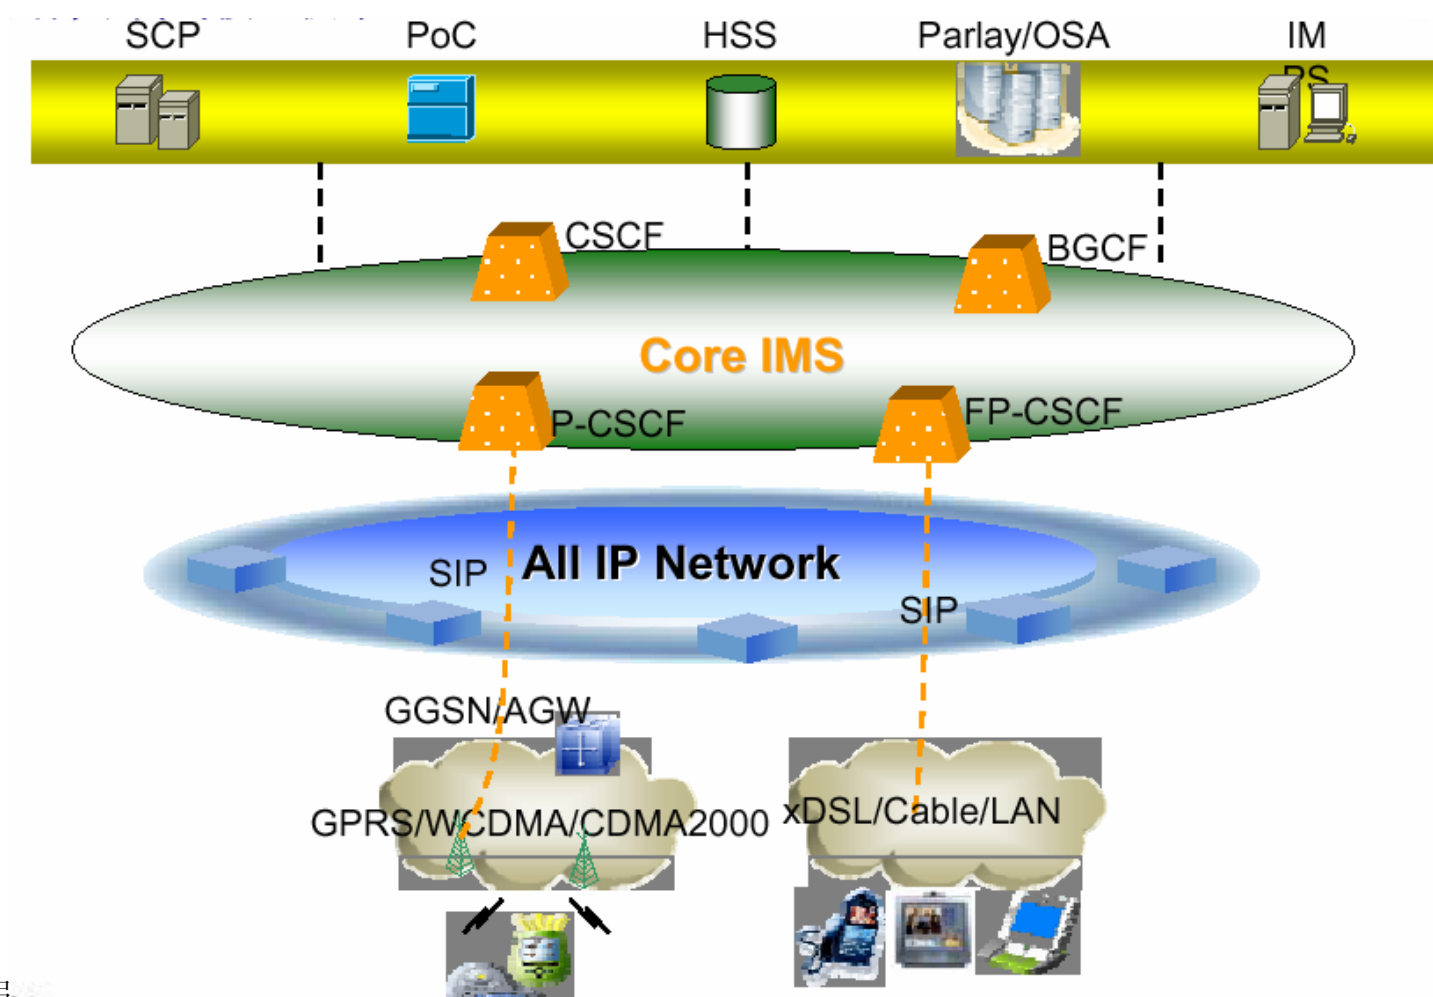 SCP PoC HSS Parlay/OSA IM
PS
CSCF
BGCF
Core IMS
P-CSCF
FP-CSCF
All IP Network
SIP
SIP
GGSN/AGW
GPRS/WCDMA/CDMA2000
xDSL/Cable/LAN